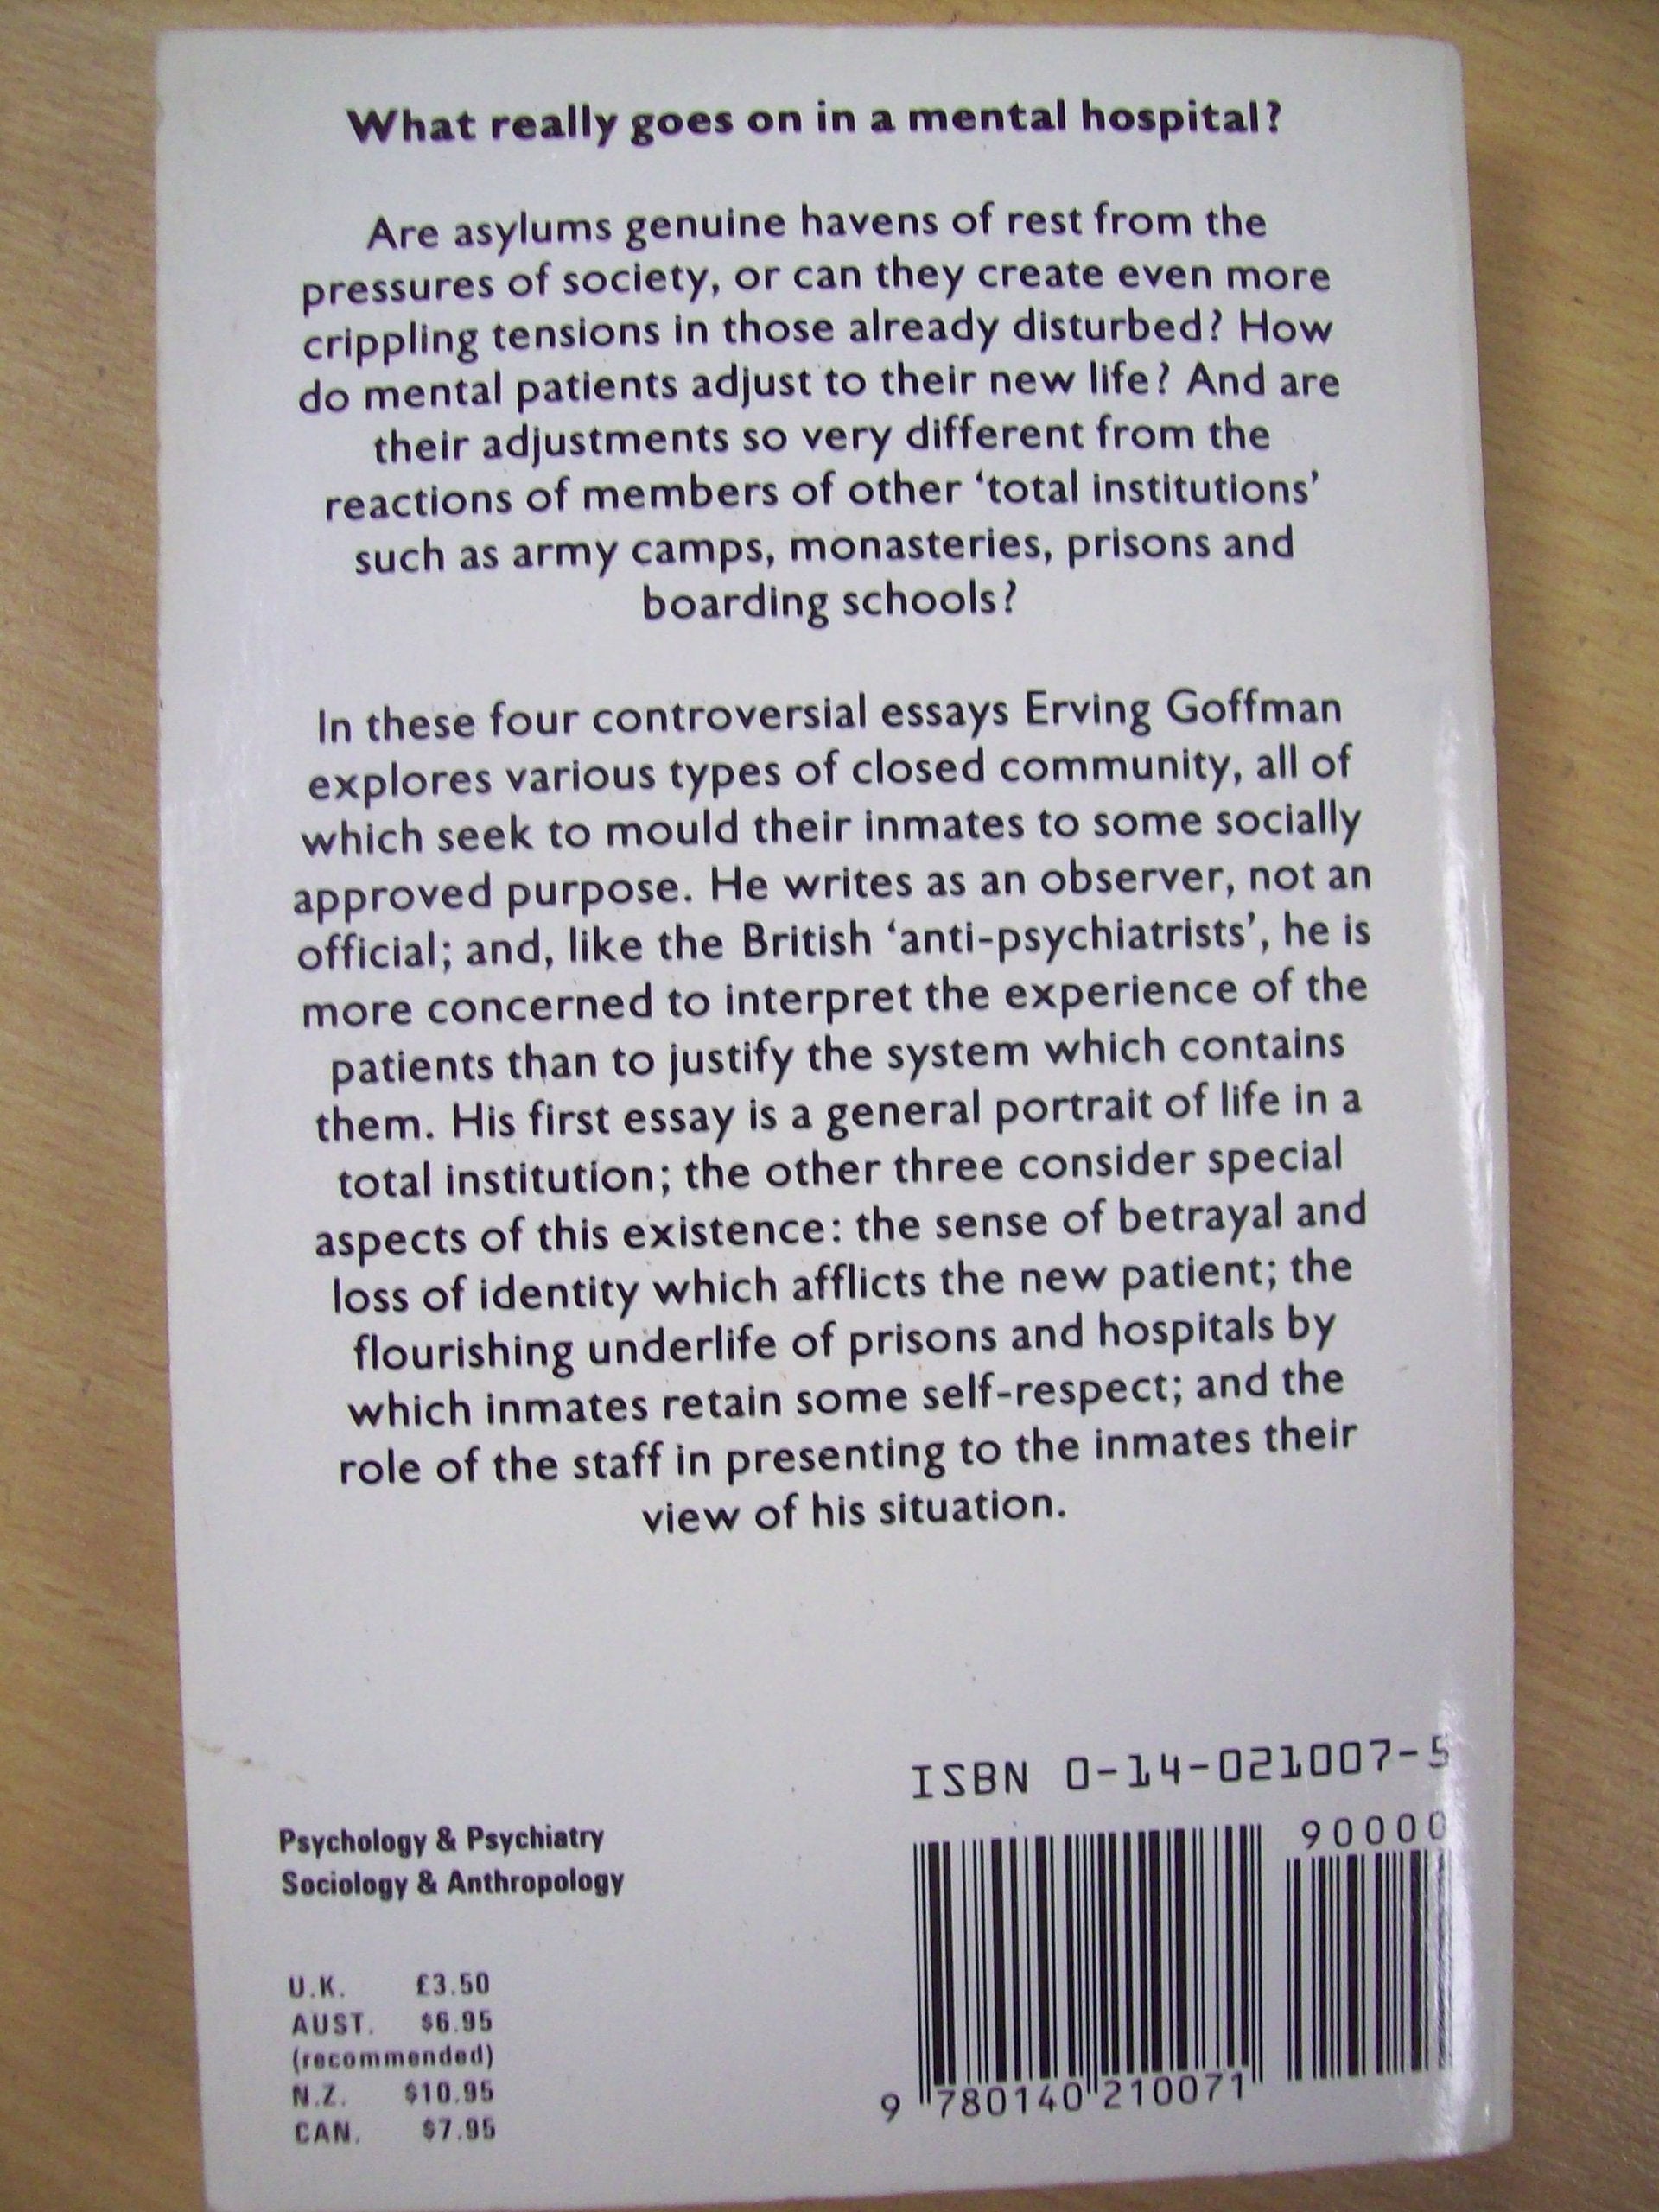 What really goes on in a mental hospital?
Are asylums genuine havens of rest from the
pressures of society, or can they create even more
crippling tensions in those already disturbed? How
do mental patients adjust to their new life? And are
their adjustments so very different from the
reactions of members of other ‘total institutions’
such as army camps, monasteries, prisons and
boarding schools?
In these four controversial essays Erving Goffman
explores various types of closed community, all of
which seek to mould their inmates to some socially
approved purpose. He writes as an observer, not an
official; and, like the British ‘anti-psychiatrists’, he is
more concerned to interpret the experience of the
patients than to justify the system which contains
them. His first essay is a general portrait of life in a
total institution; the other three consider special
aspects of this existence: the sense of betrayal and
loss of identity which afflicts the new patient; the
flourishing underlife of prisons and hospitals by
which inmates retain some self-respect; and the
role of the staff in presenting to the inmates their
view of his situation.
ISBN 0-14-021007-5
90000
Psychology & Psychiatry
Sociology & Anthropology
U.K. £3.50
AUST. $6.95
(recommended)
N.Z. $10.95
CAN. $7.95
9 780140 210071